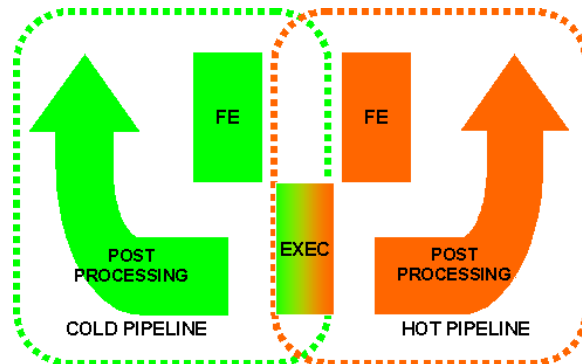 FE
FE
EXEC
POST
PROCESSING
POST
PROCESSING
COLD PIPELINE
HOT PIPELINE